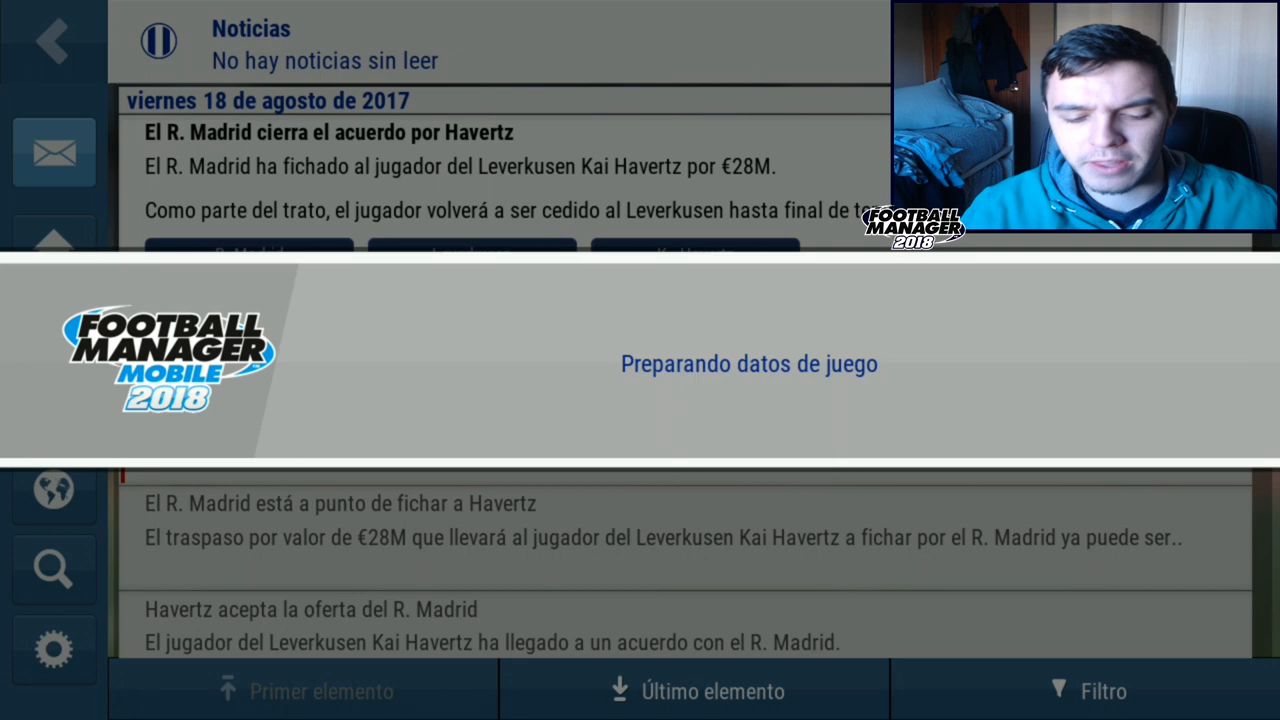 Noticias
No hay noticias sin leer
viernes 18 de agosto de 2017
El R. Madrid cierra el acuerdo por Havertz
El R. Madrid ha fichado al jugador del Leverkusen Kai Havertz por €28M.
Como parte del trato, el jugador volverá a ser cedido al Leverkusen hasta final de
FOOTBALL
MANAGER
2018
FOOTBALL
MANAGER
MOBILE
2018
Preparando datos de juego
El R. Madrid está a punto de fichar a Havertz
El traspaso por valor de €28M que llevará al jugador del Leverkusen Kai Havertz a fichar por el R. Madrid ya puede ser..
Havertz acepta la oferta del R. Madrid
El jugador del Leverkusen Kai Havertz ha llegado a un acuerdo con el R. Madrid.
Primer elemento
Último elemento
Filtro